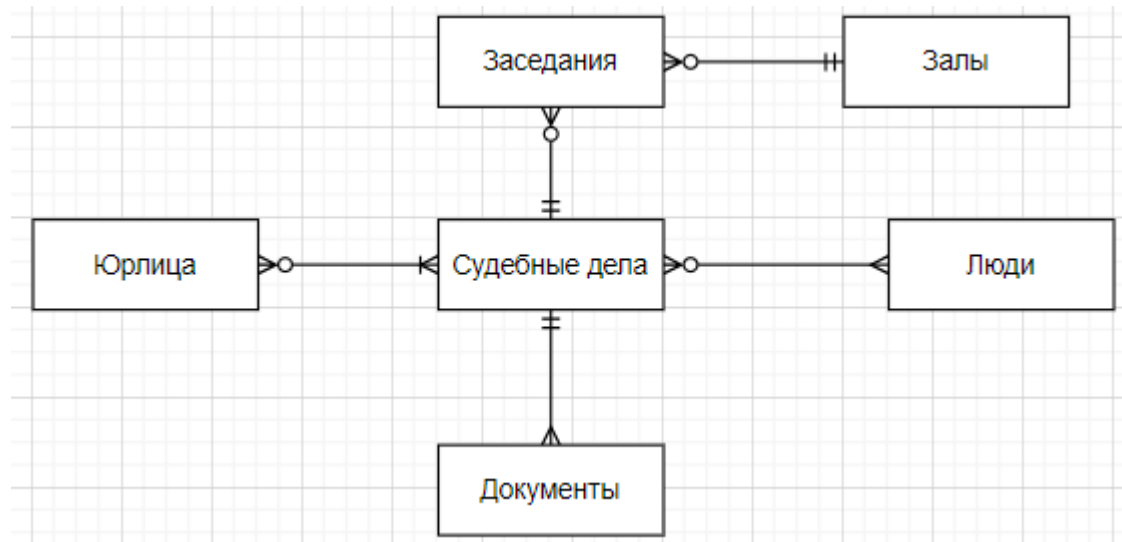 Заседания
Залы
Юрлица
Судебные дела
Люди
Документы